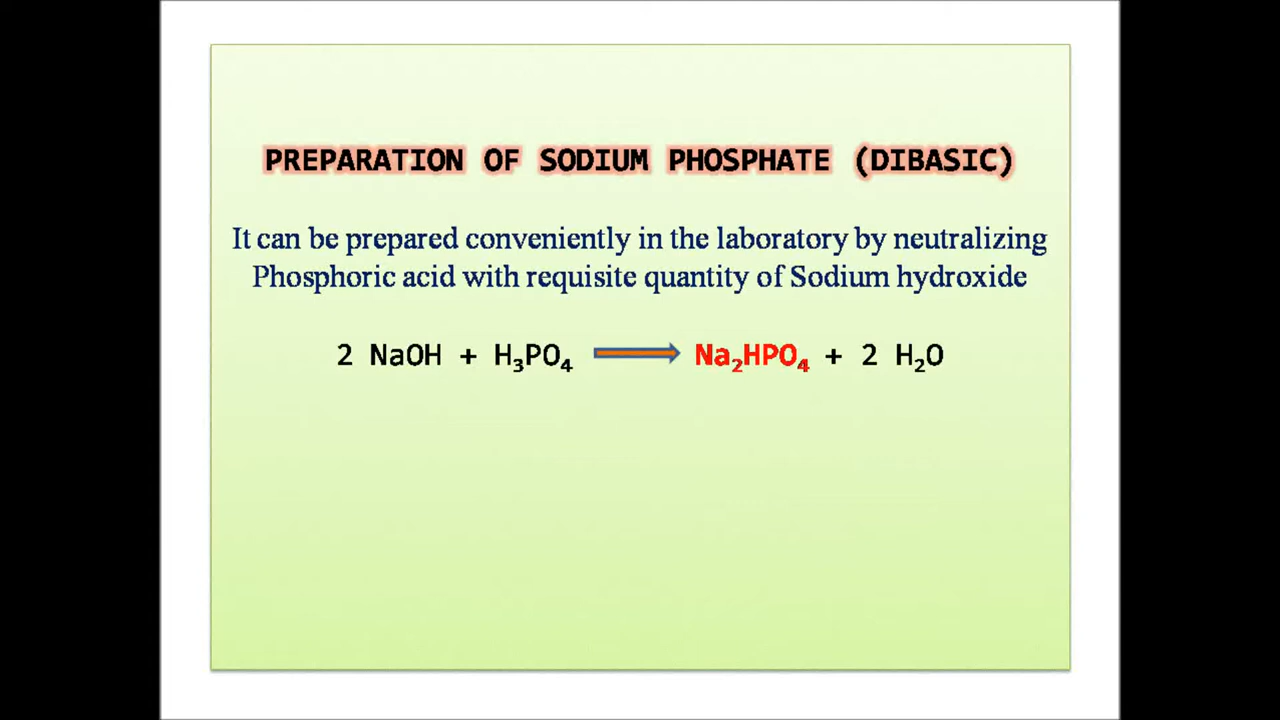 PREPARATION OF SODIUM PHOSPHATE (DIBASIC)
It can be prepared conveniently in the laboratory by neutralizing
Phosphoric acid with requisite quantity of Sodium hydroxide
2 NaOH + H₃PO₄ → Na₂HPO₄ + 2 H₂O